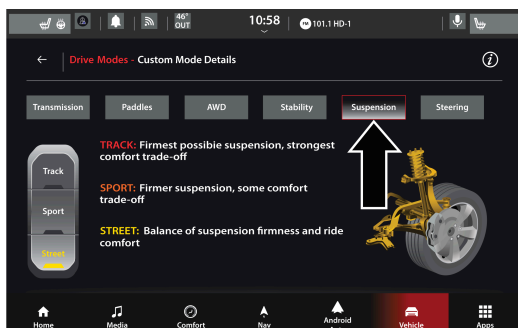 46°
OUT
10:58
FM 101.1 HD-1
Drive Modes - Custom Mode Details
Transmission
Paddles
AWD
Stability
Suspension
Steering
Track
Sport
Street
TRACK: Firmest possibie suspension, strongest
comfort trade-off
SPORT: Firmer suspension, some comfort
trade-off
STREET: Balance of suspension firmness and ride
comfort
Home
Media
Comfort
Nav
Android
Vehicle
Apps